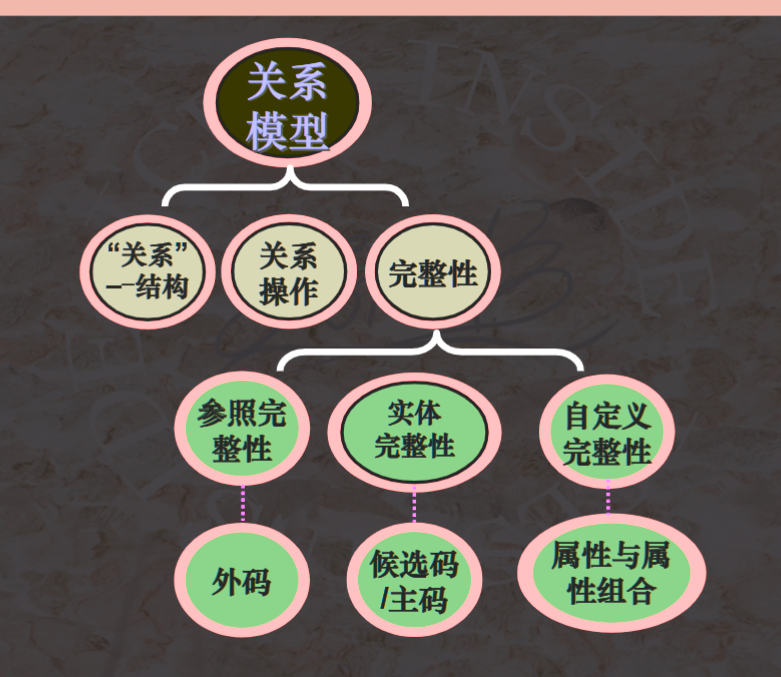 关系
模型
“关系”
--结构
关系
操作
完整性
参照完
整性
实体
完整性
自定义
完整性
外码
候选码
/主码
属性与属
性组合
INSIDE